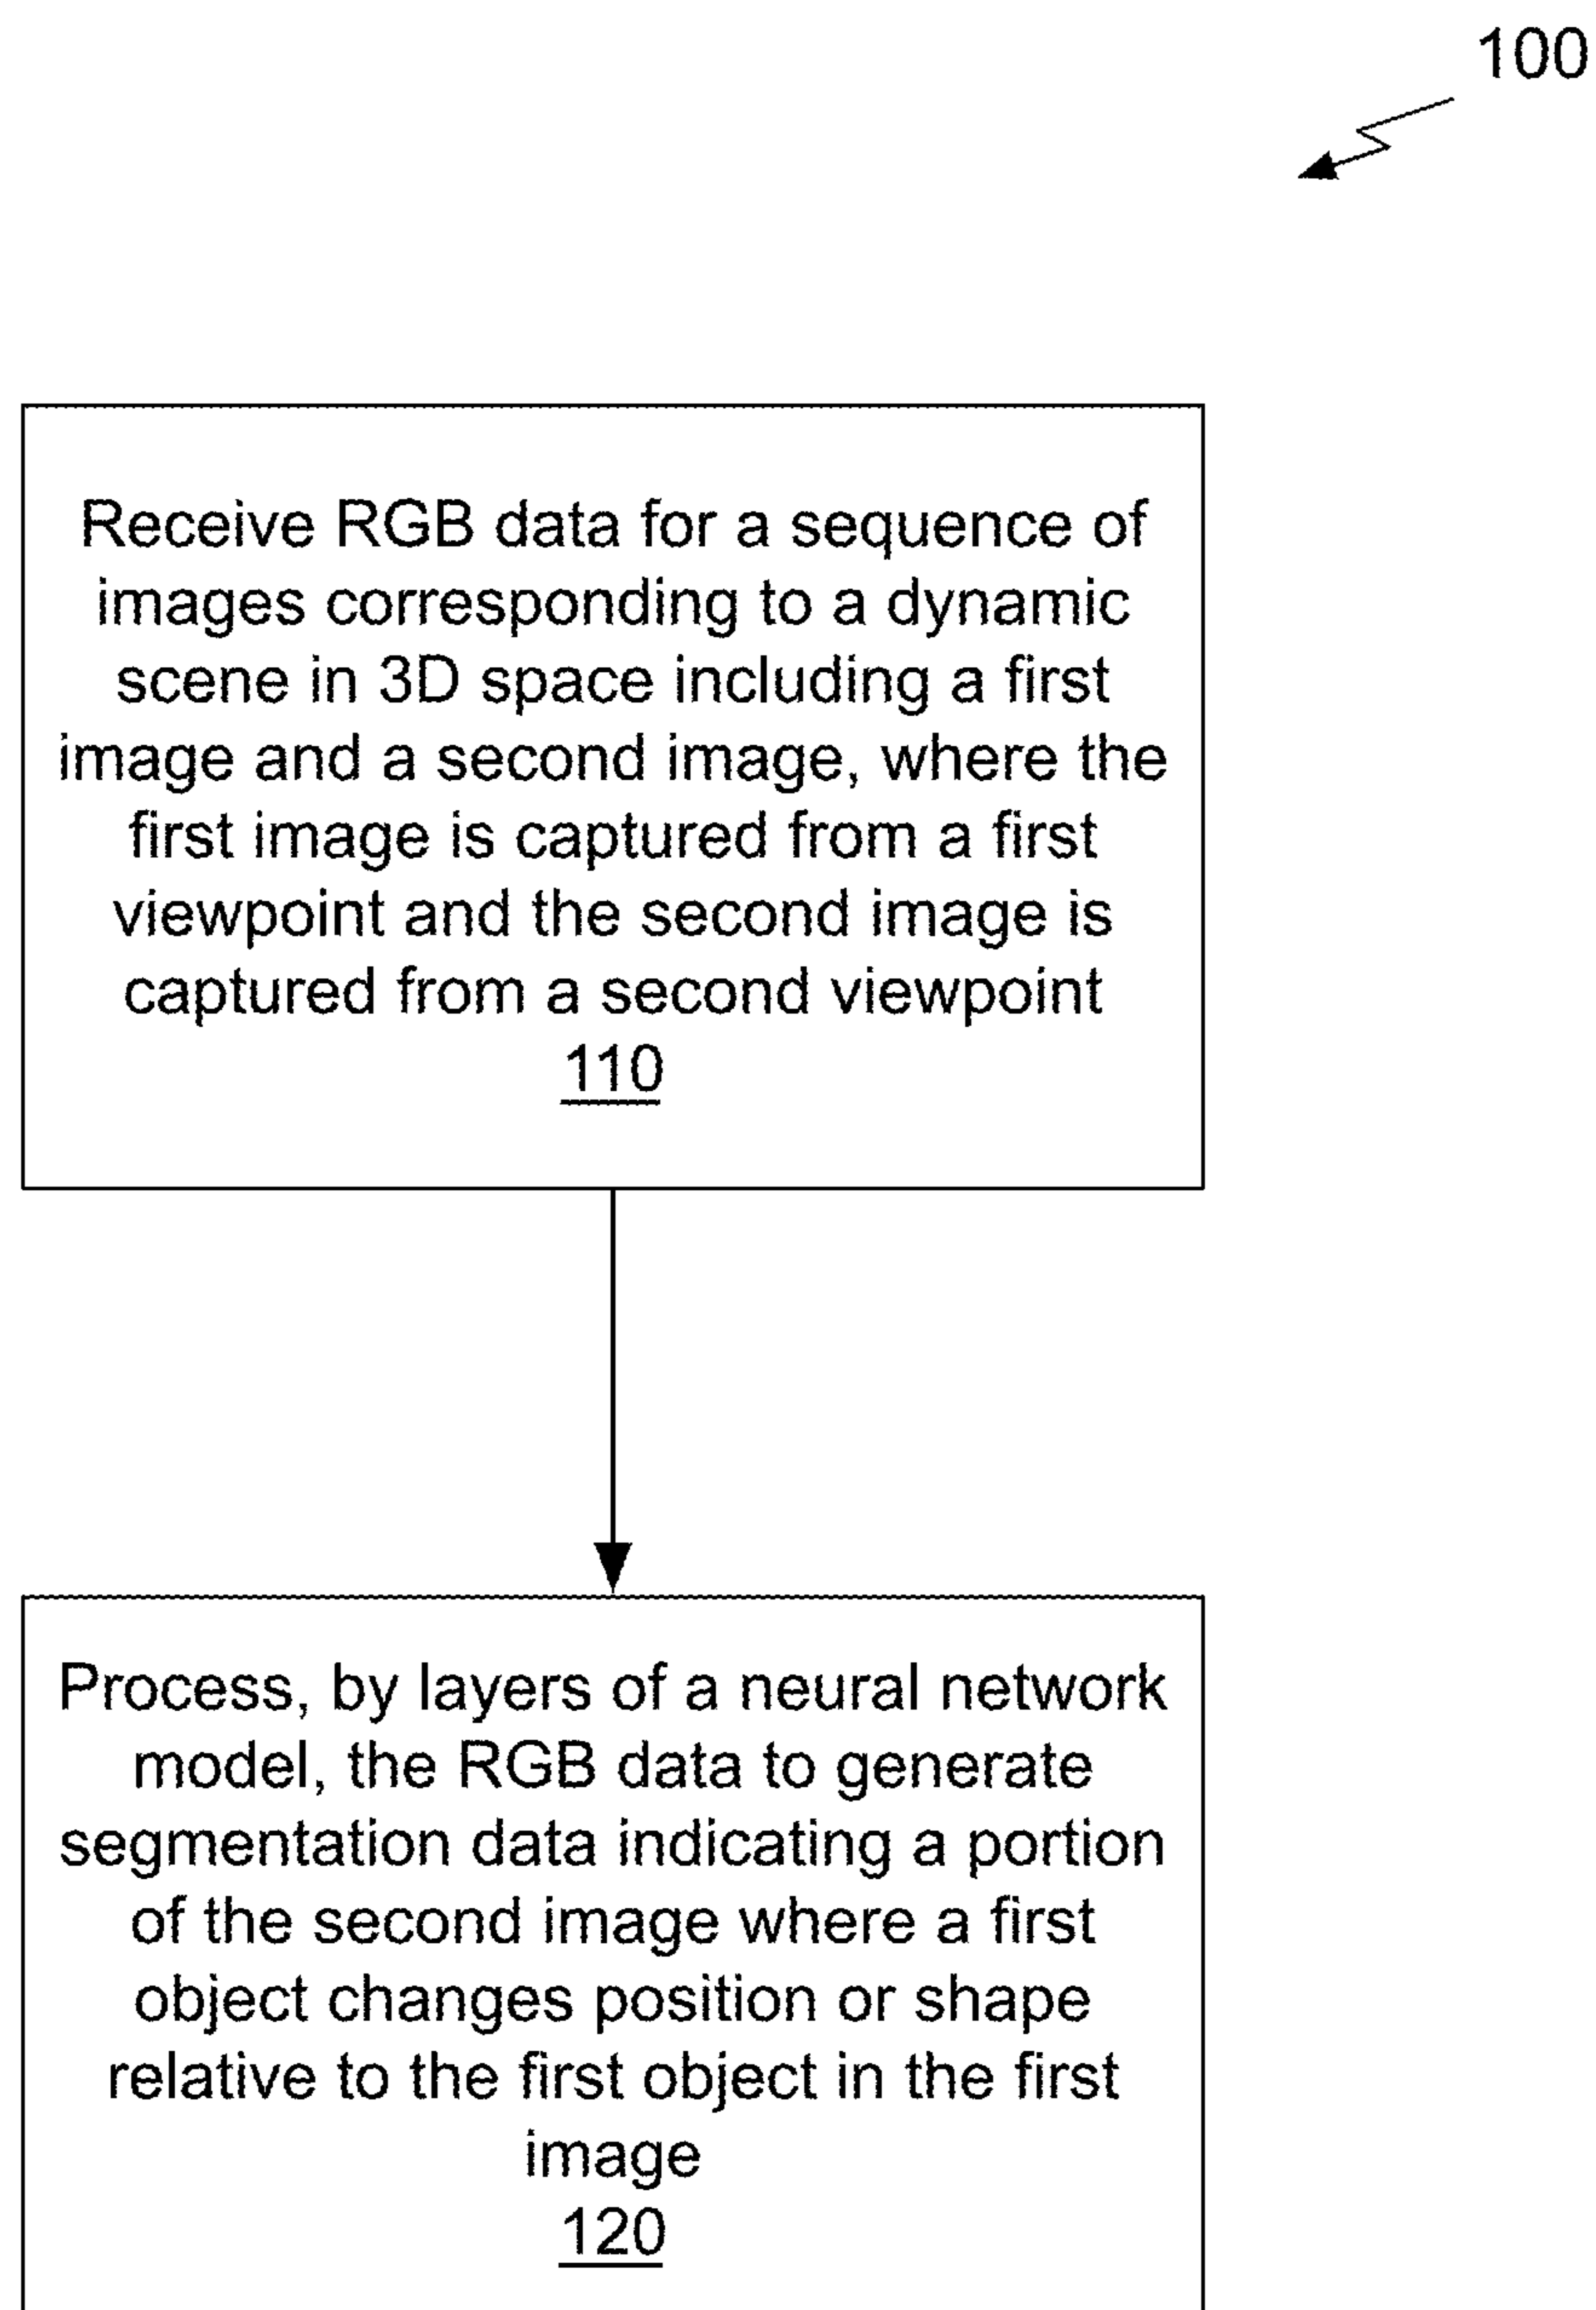 100
Receive RGB data for a sequence of
images corresponding to a dynamic
scene in 3D space including a first
image and a second image, where the
first image is captured from a first
viewpoint and the second image is
captured from a second viewpoint
110
Process, by layers of a neural network
model, the RGB data to generate
segmentation data indicating a portion
of the second image where a first
object changes position or shape
relative to the first object in the first
image
120